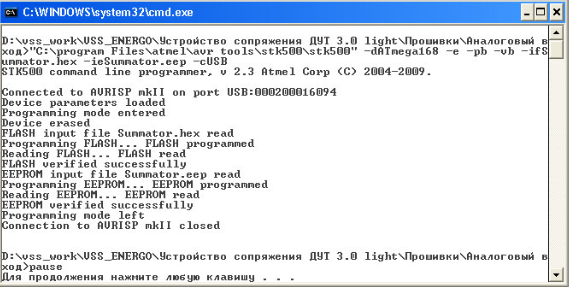 C:\WINDOWS\system32\cmd.exe
D:\vss_work\VSS_ENERGO\Устройство сопряжения ДУТ 3.0 light\Прошивки\Аналоговый в
ход>"C:\program Files\atmel\avr tools\stk500\stk500" -dATmega168 -e -pb -vb -ifS
ummator.hex -ieSummator.eep -cUSB
STK500 command line programmer, v 2.3 Atmel Corp (C) 2004-2009.
Connected to AVRISP mkII on port USB:000200016094
Device parameters loaded
Programming mode entered
Device erased
FLASH input file Summator.hex read
Programming FLASH... FLASH programmed
Reading FLASH... FLASH read
FLASH verified successfully
EEPROM input file Summator.eep read
Programming EEPROM... EEPROM programmed
Reading EEPROM... EEPROM read
EEPROM verified successfully
Programming mode left
Connection to AVRISP mkII closed
D:\vss_work\VSS_ENERGO\Устройство сопряжения ДУТ 3.0 light\Прошивки\Аналоговый в
ход>pause
Для продолжения нажмите любую клавишу . . .